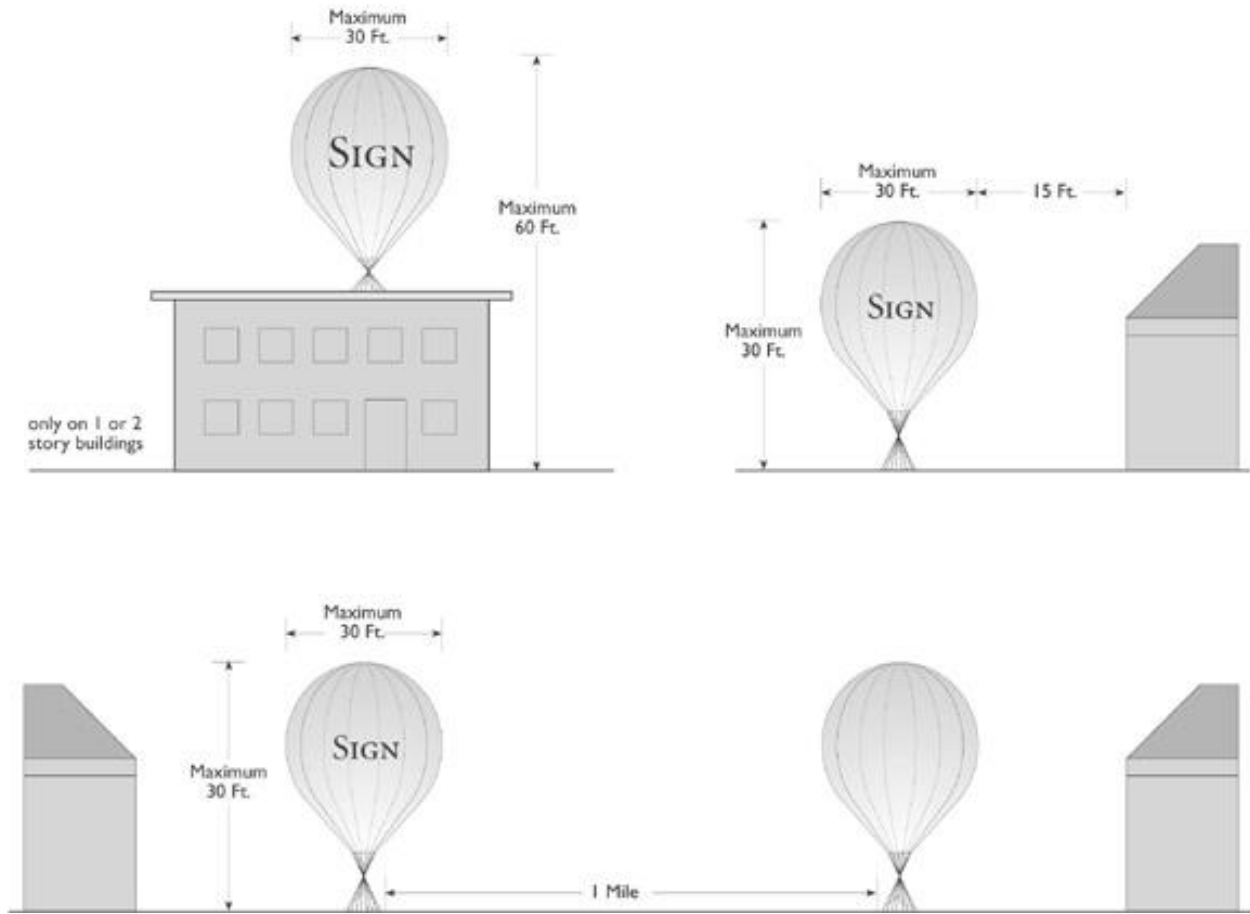 Maximum
30 Ft.
SIGN
Maximum
60 Ft.
only on 1 or 2
story buildings
Maximum
30 Ft.
15 Ft.
SIGN
Maximum
30 Ft.
Maximum
30 Ft.
SIGN
Maximum
30 Ft.
1 Mile